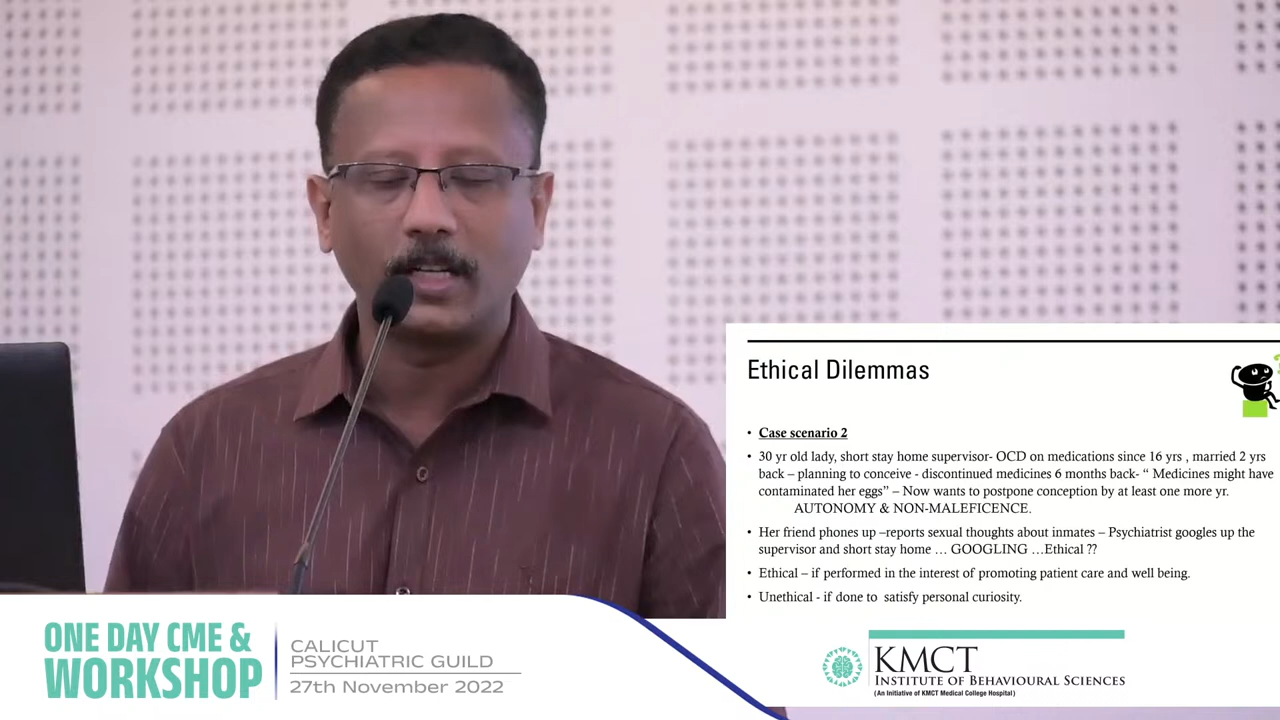 Ethical Dilemmas
• Case scenario 2
• 30 yr old lady, short stay home supervisor- OCD on medications since 16 yrs , married 2 yrs
back – planning to conceive - discontinued medicines 6 months back- “ Medicines might have
contaminated her eggs” – Now wants to postpone conception by at least one more yr.
AUTONOMY & NON-MALEFICENCE.
• Her friend phones up –reports sexual thoughts about inmates – Psychiatrist googles up the
supervisor and short stay home … GOOGLING …Ethical ??
• Ethical – if performed in the interest of promoting patient care and well being.
• Unethical - if done to  satisfy personal curiosity.
ONE DAY CME &
WORKSHOP
CALICUT
PSYCHIATRIC GUILD
27th November 2022
KMCT
INSTITUTE OF BEHAVIOURAL SCIENCES
(An Initiative of KMCT Medical College Hospital)